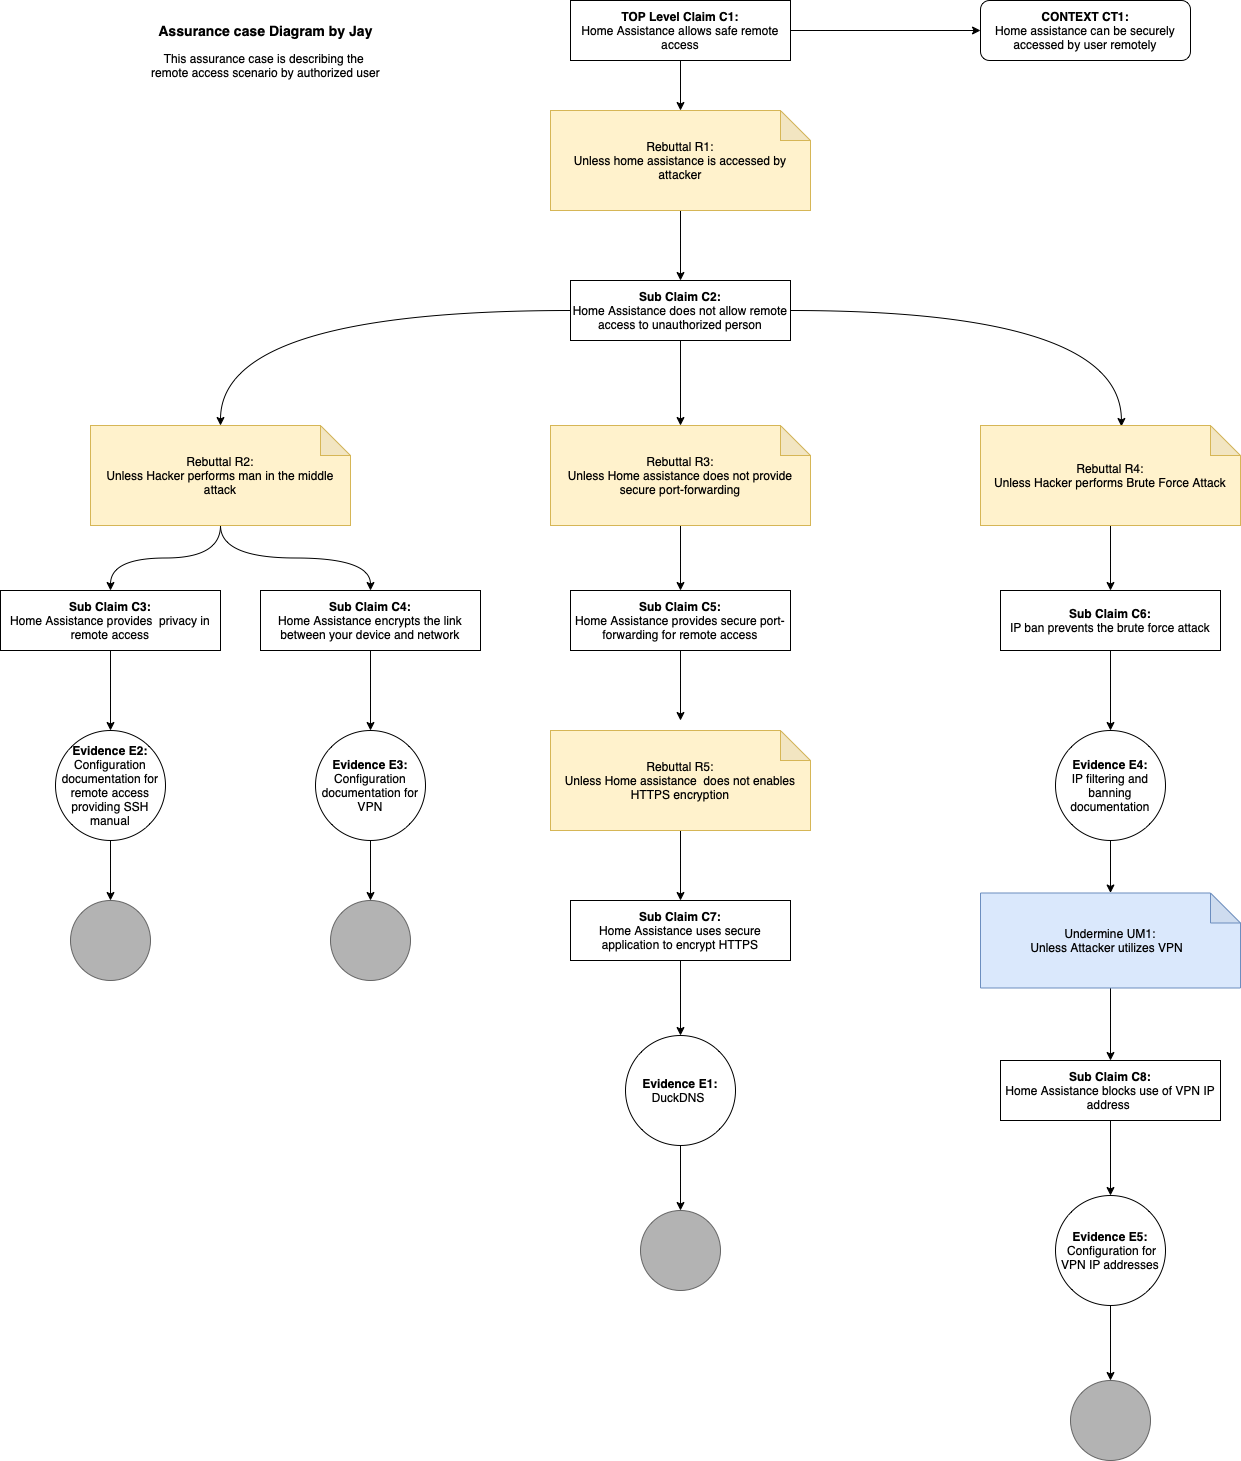 Assurance case Diagram by Jay
This assurance case is describing the
remote access scenario by authorized user
TOP Level Claim C1:
Home Assistance allows safe remote
access
CONTEXT CT1:
Home assistance can be securely
accessed by user remotely
Rebuttal R1:
Unless home assistance is accessed by
attacker
Sub Claim C2:
Home Assistance does not allow remote
access to unauthorized person
Rebuttal R2:
Unless Hacker performs man in the middle
attack
Rebuttal R3:
Unless Home assistance does not provide
secure port-forwarding
Rebuttal R4:
Unless Hacker performs Brute Force Attack
Sub Claim C3:
Home Assistance provides  privacy in
remote access
Sub Claim C4:
Home Assistance encrypts the link
between your device and network
Sub Claim C5:
Home Assistance provides secure port-
forwarding for remote access
Sub Claim C6:
IP ban prevents the brute force attack
Evidence E2:
Configuration
documentation for
remote access
providing SSH
manual
Evidence E3:
Configuration
documentation for
VPN
Rebuttal R5:
Unless Home assistance  does not enables
HTTPS encryption
Evidence E4:
IP filtering and
banning
documentation
Sub Claim C7:
Home Assistance uses secure
application to encrypt HTTPS
Undermine UM1:
Unless Attacker utilizes VPN
Evidence E1:
DuckDNS
Sub Claim C8:
Home Assistance blocks use of VPN IP
address
Evidence E5:
Configuration for
VPN IP addresses